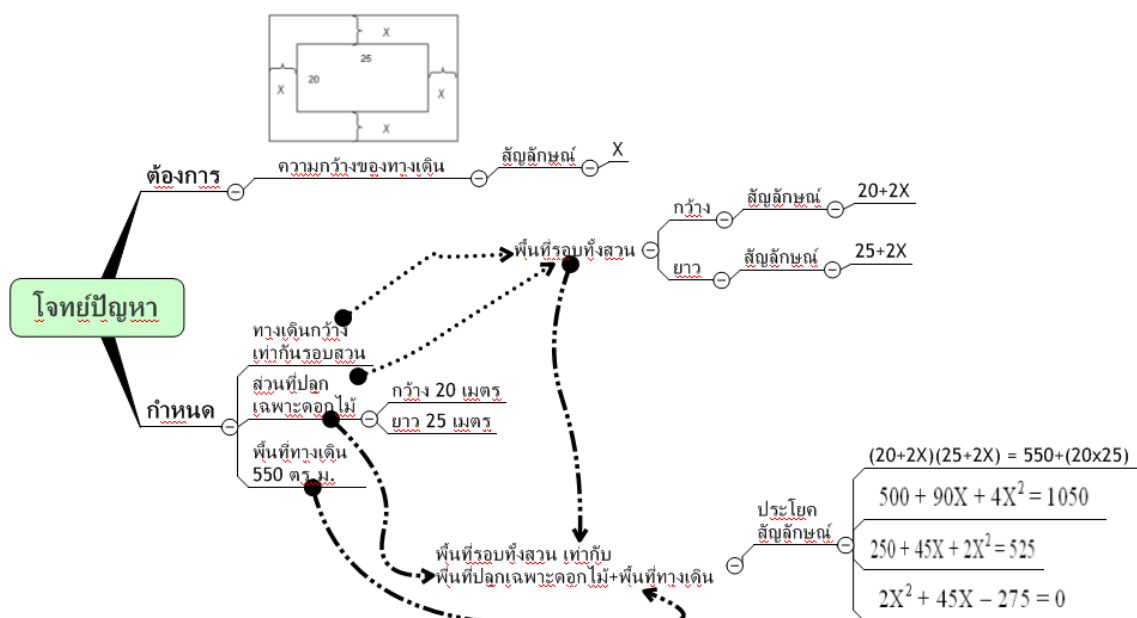 X
25
20
X
X
X
ต้องการ
ความกว้างของทางเดิน
สัญลักษณ์
X
พื้นที่รอบทั้งสวน
กว้าง
สัญลักษณ์
20+2X
ยาว
สัญลักษณ์
25+2X
โจทย์ปัญหา
กำหนด
ทางเดินกว้าง
เท่ากันรอบสวน
ส่วนที่ปลูก
เฉพาะดอกไม้
กว้าง 20 เมตร
ยาว 25 เมตร
พื้นที่ทางเดิน
550 ตร.ม.
พื้นที่รอบทั้งสวน เท่ากับ
พื้นที่ปลูกเฉพาะดอกไม้+พื้นที่ทางเดิน
ประโยค
สัญลักษณ์
(20+2X)(25+2X) = 550+(20x25)
500 + 90X + 4X² = 1050
250 + 45X + 2X² = 525
2X² + 45X − 275 = 0